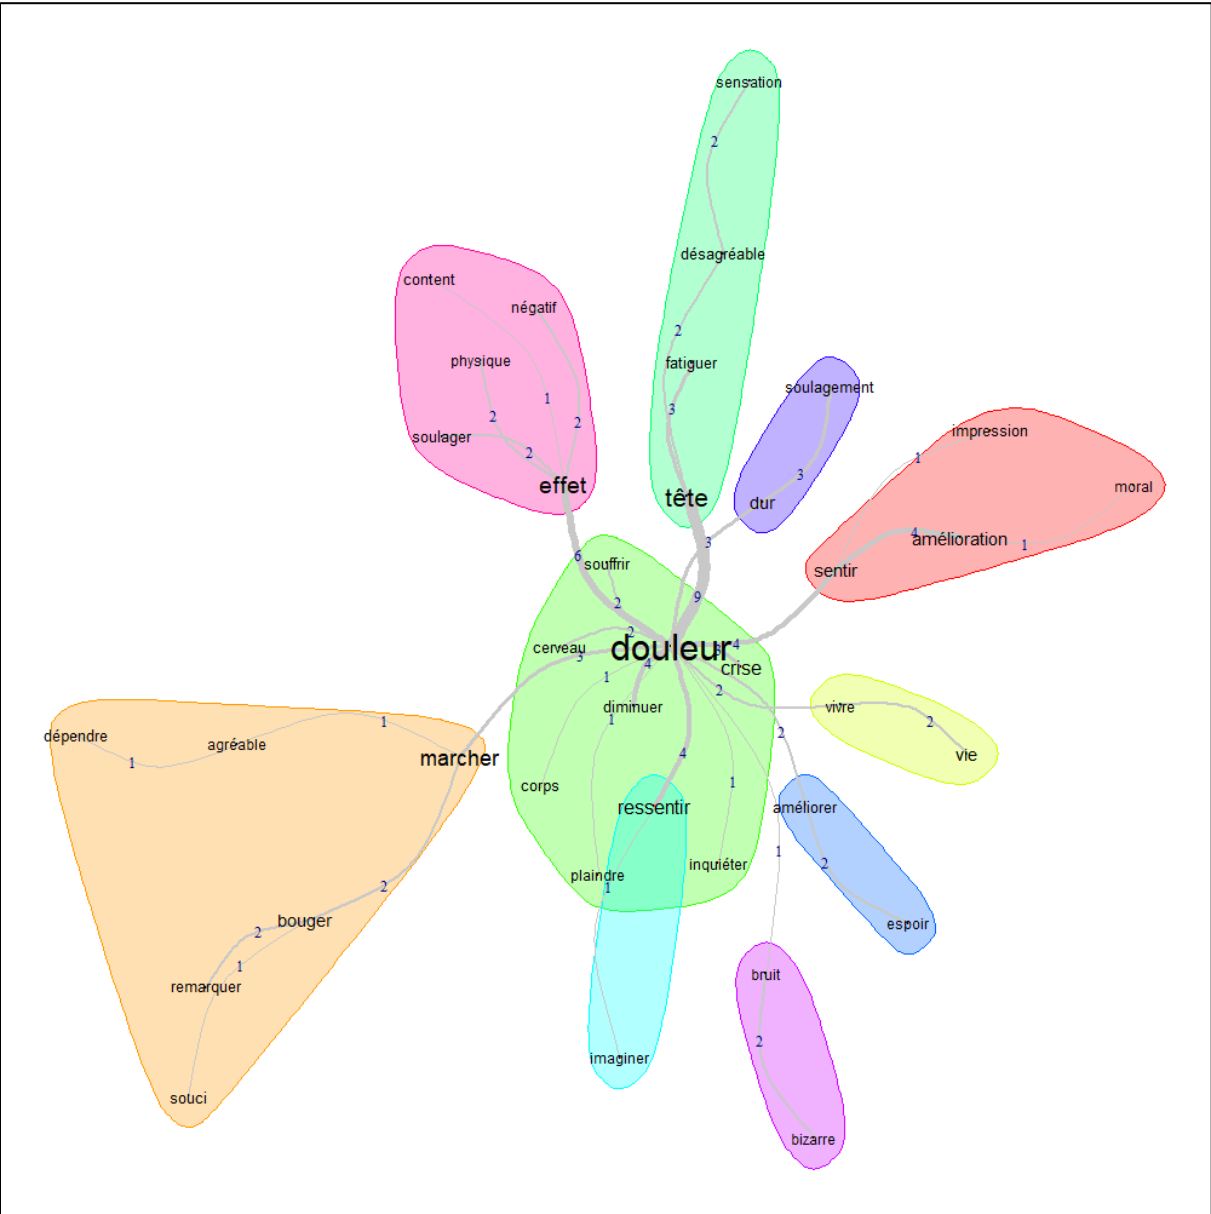 sensation
2
désagréable
content
négatif
2
physique
fatiguer
soulagement
1
3
2
2
impression
soulager
2
1
3
moral
effet
tête
dur
4
amélioration
1
3
6
souffrir
sentir
9
2
2
douleur
4
cerveau
3
3
4
crise
1
2
diminuer
vivre
1
2
2
dépendre
agréable
1
marcher
4
vie
1
corps
1
ressentir
améliorer
1
inquiéter
2
plaindre
1
2
bouger
espoir
2
1
bruit
remarquer
2
imaginer
souci
bizarre